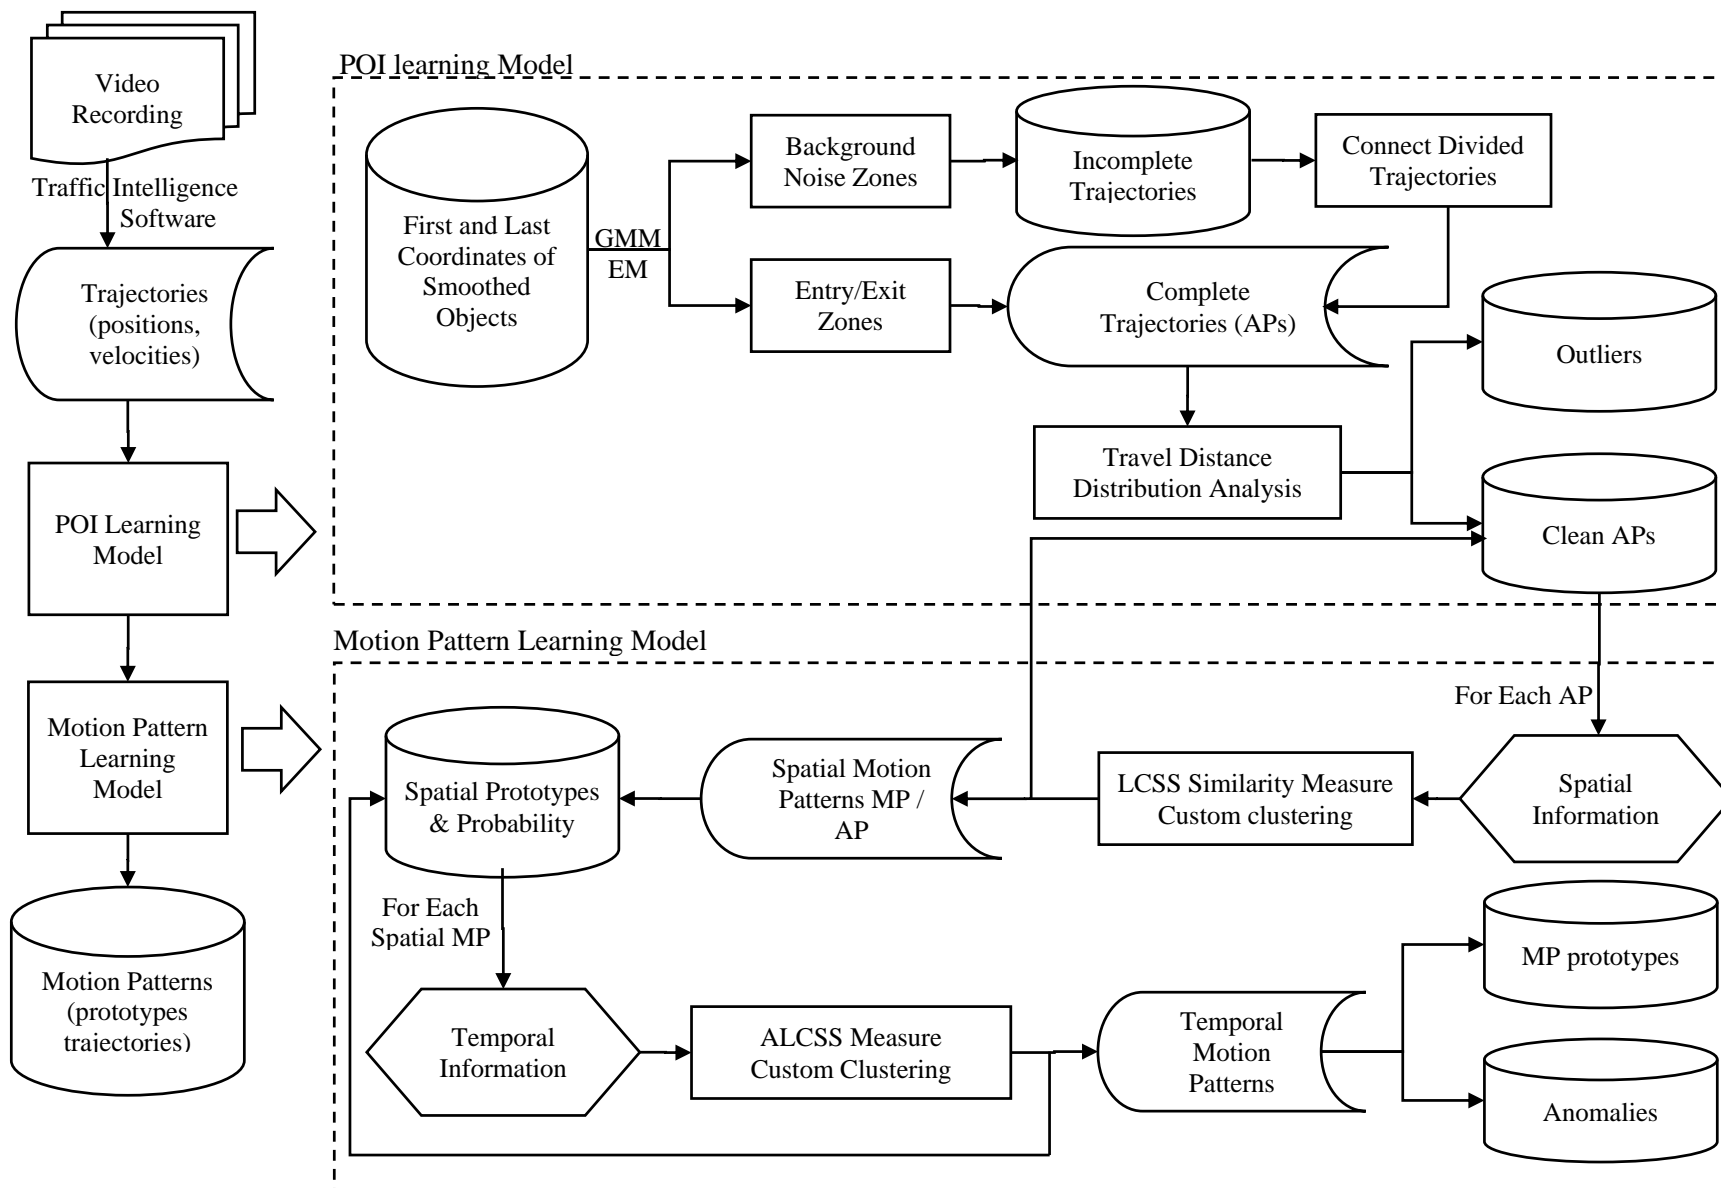 Video
Recording
Traffic Intelligence
Software
Trajectories
(positions,
velocities)
POI Learning
Model
Motion Pattern
Learning
Model
Motion Patterns
(prototypes
trajectories)
POI learning Model
First and Last
Coordinates of
Smoothed
Objects
GMM
EM
Background
Noise Zones
Incomplete
Trajectories
Connect Divided
Trajectories
Entry/Exit
Zones
Complete
Trajectories (APs)
Outliers
Travel Distance
Distribution Analysis
Clean APs
Motion Pattern Learning Model
For Each AP
Spatial
Information
LCSS Similarity Measure
Custom clustering
Spatial Motion
Patterns MP /
AP
Spatial Prototypes
& Probability
For Each
Spatial MP
Temporal
Information
ALCSS Measure
Custom Clustering
Temporal
Motion
Patterns
MP prototypes
Anomalies